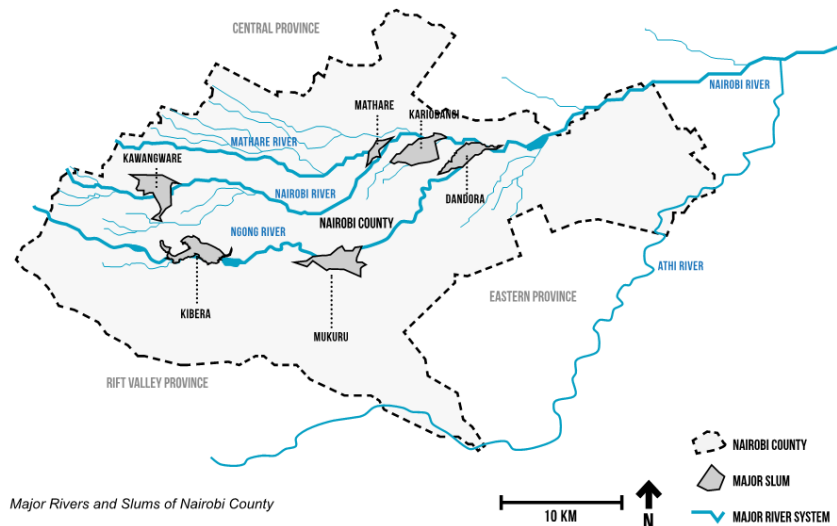 CENTRAL PROVINCE
NAIROBI RIVER
MATHARE
KARIOBANGI
MATHARE RIVER
KAWANGWARE
NAIROBI RIVER
DANDORA
NAIROBI COUNTY
NGONG RIVER
ATHI RIVER
EASTERN PROVINCE
KIBERA
MUKURU
RIFT VALLEY PROVINCE
NAIROBI COUNTY
MAJOR SLUM
MAJOR RIVER SYSTEM
10 KM
N
Major Rivers and Slums of Nairobi County